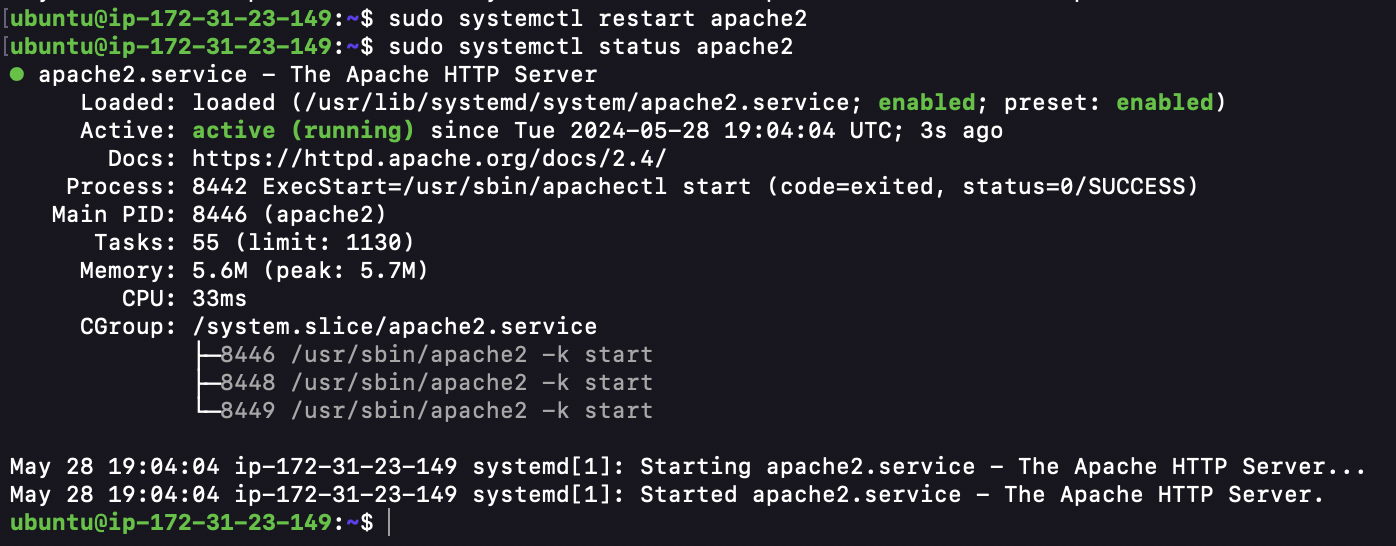 [ubuntu@ip-172-31-23-149:~$ sudo systemctl restart apache2
[ubuntu@ip-172-31-23-149:~$ sudo systemctl status apache2
● apache2.service – The Apache HTTP Server
     Loaded: loaded (/usr/lib/systemd/system/apache2.service; enabled; preset: enabled)
     Active: active (running) since Tue 2024-05-28 19:04:04 UTC; 3s ago
       Docs: https://httpd.apache.org/docs/2.4/
    Process: 8442 ExecStart=/usr/sbin/apachectl start (code=exited, status=0/SUCCESS)
   Main PID: 8446 (apache2)
      Tasks: 55 (limit: 1130)
     Memory: 5.6M (peak: 5.7M)
        CPU: 33ms
     CGroup: /system.slice/apache2.service
             ├─8446 /usr/sbin/apache2 -k start
             ├─8448 /usr/sbin/apache2 -k start
             └─8449 /usr/sbin/apache2 -k start

May 28 19:04:04 ip-172-31-23-149 systemd[1]: Starting apache2.service – The Apache HTTP Server...
May 28 19:04:04 ip-172-31-23-149 systemd[1]: Started apache2.service – The Apache HTTP Server.
ubuntu@ip-172-31-23-149:~$